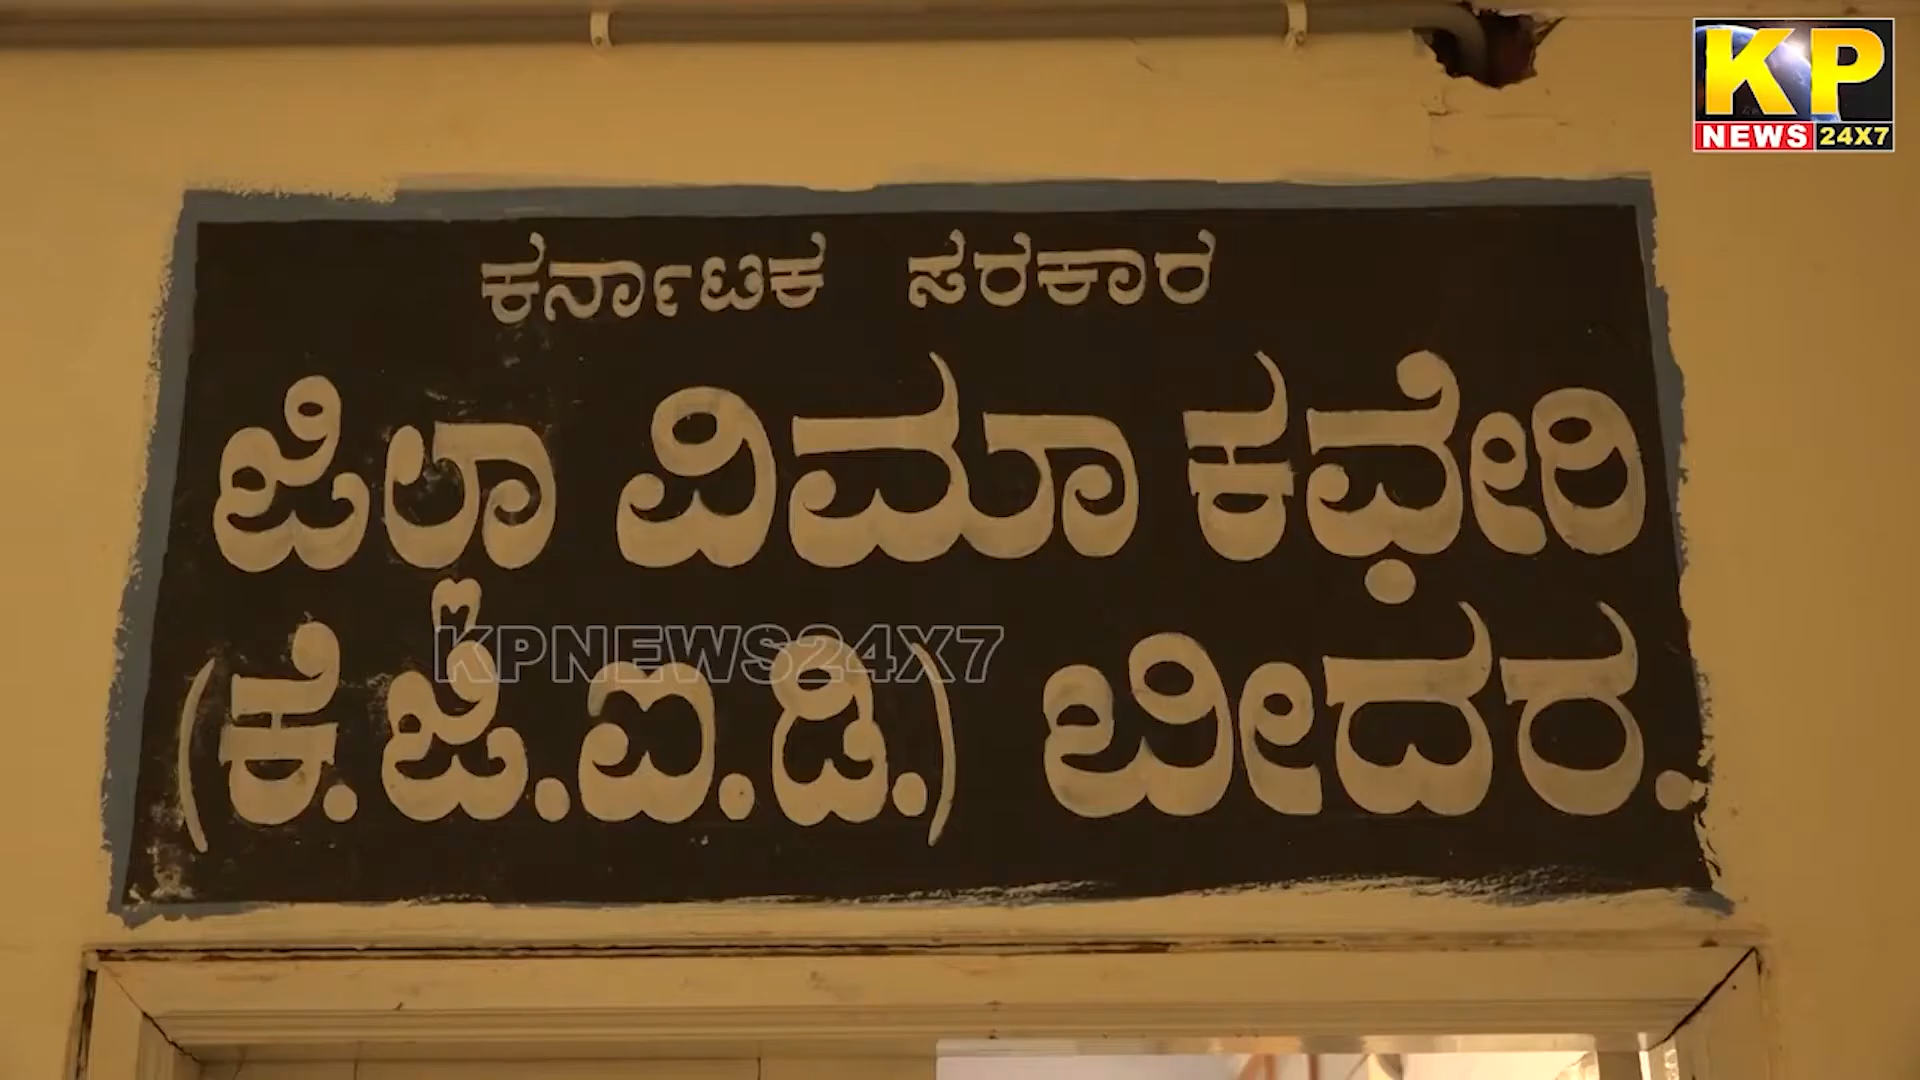 KP
NEWS 24X7
ಕರ್ನಾಟಕ ಸರಕಾರ
ಜಿಲ್ಲಾ ವಿಮಾ ಕಛೇರಿ
KPNEWS24X7
(ಕೆ.ಜಿ.ಐ.ಡಿ.) ಬೀದರ.